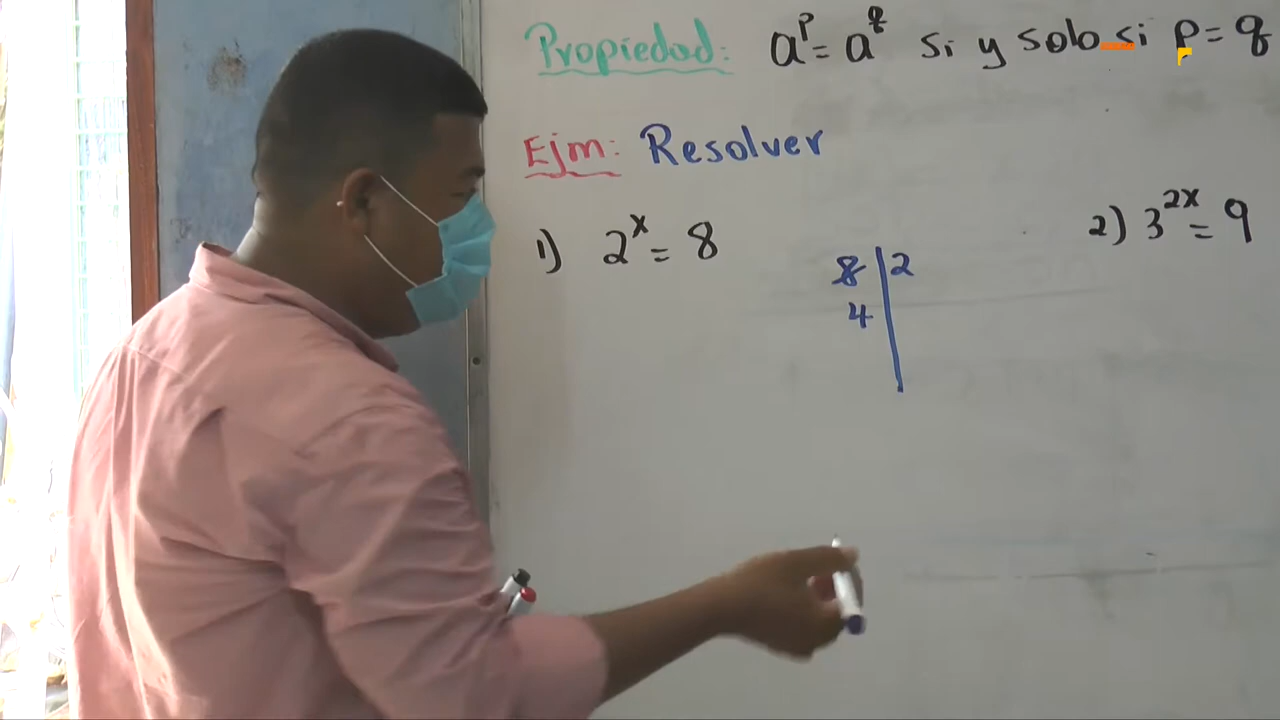 Propiedad: a^p = a^q si y solo si p = q
Ejm: Resolver
1) 2^x = 8
8 | 2
4 |
2) 3^2x = 9